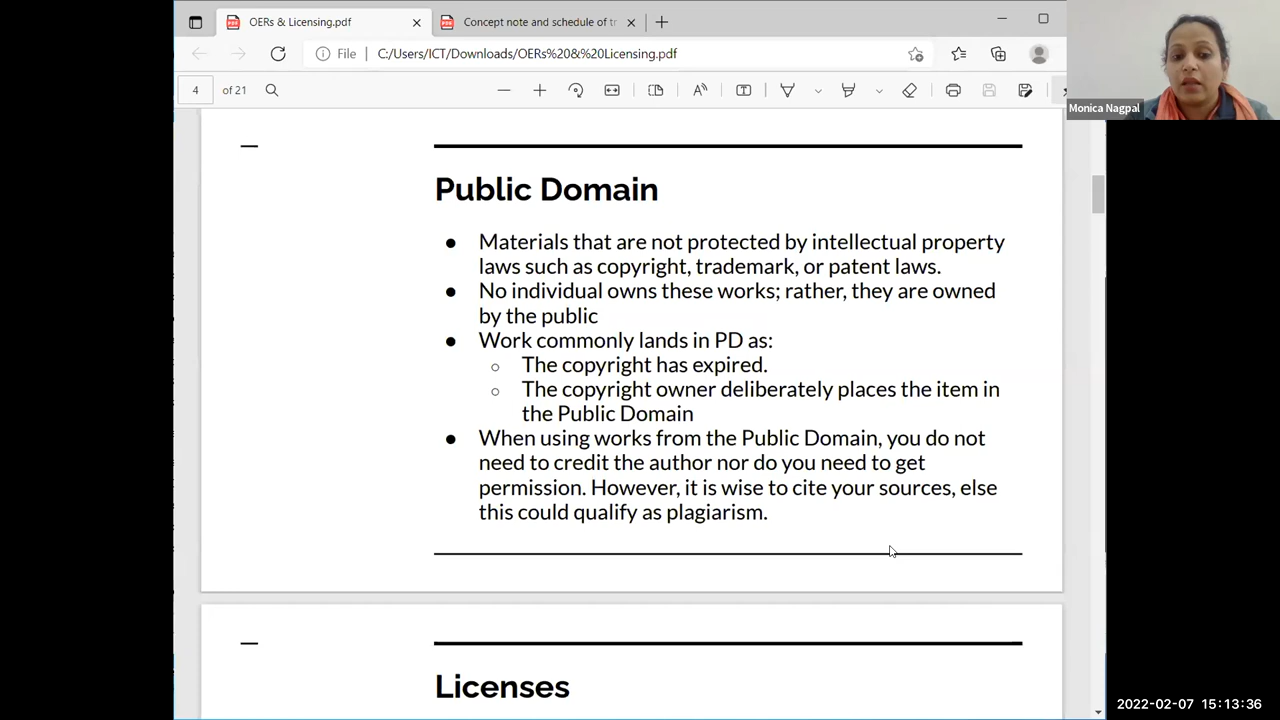 OERs & Licensing.pdf
Concept note and schedule of tr
File
C:/Users/ICT/Downloads/OERs%20&%20Licensing.pdf
Monica Nagpal
4 of 21
Public Domain
● Materials that are not protected by intellectual property
laws such as copyright, trademark, or patent laws.
● No individual owns these works; rather, they are owned
by the public
● Work commonly lands in PD as:
○ The copyright has expired.
○ The copyright owner deliberately places the item in
the Public Domain
● When using works from the Public Domain, you do not
need to credit the author nor do you need to get
permission. However, it is wise to cite your sources, else
this could qualify as plagiarism.
Licenses
2022-02-07 15:13:36